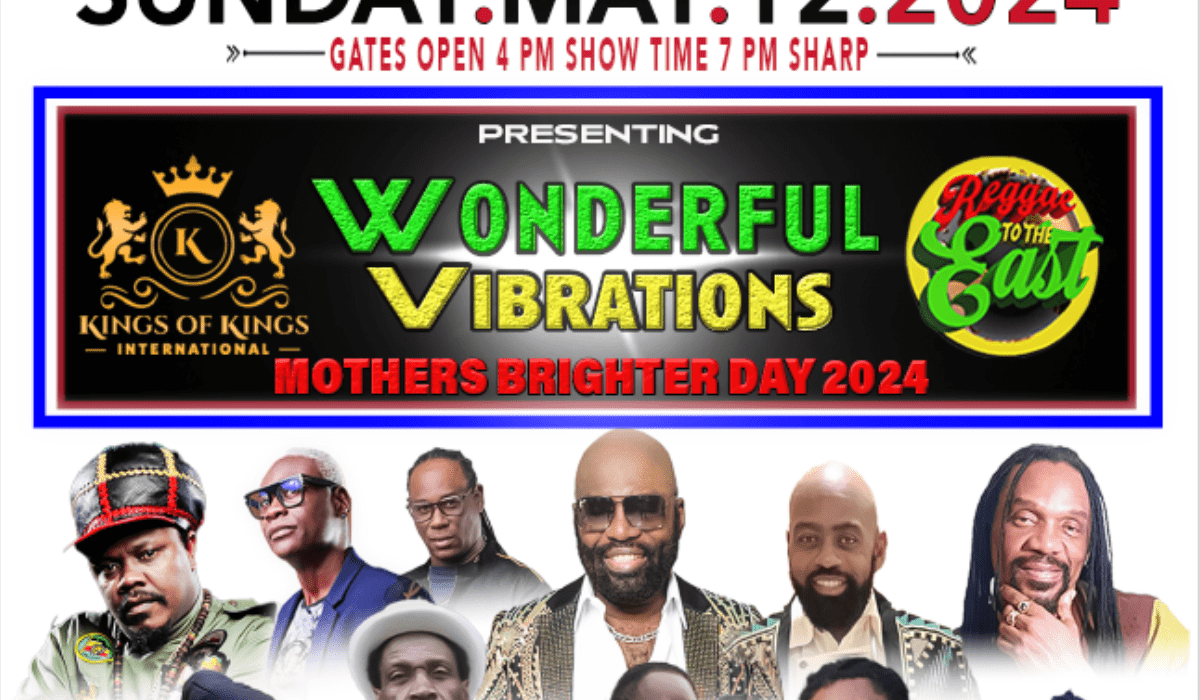 SUNDAY.MAY.12.2024
GATES OPEN 4 PM SHOW TIME 7 PM SHARP
PRESENTING
K
KINGS OF KINGS
INTERNATIONAL
WONDERFUL
VIBRATIONS
MOTHERS BRIGHTER DAY 2024
Reggae
TO THE
East